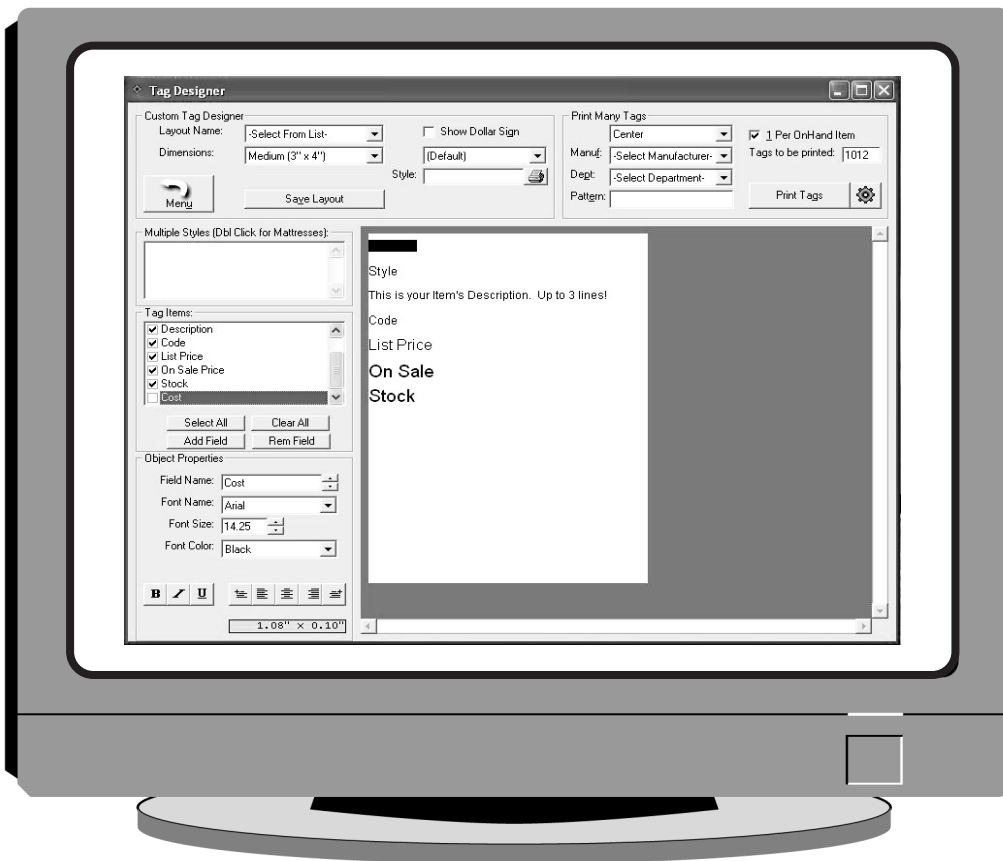 Tag Designer
Custom Tag Designer
Layout Name: -Select From List-
Show Dollar Sign
Dimensions: Medium (3" x 4")
(Default)
Style:
Menu
Save Layout
Print Many Tags
Center
1 Per OnHand Item
Manuf: -Select Manufacturer-
Tags to be printed: 1012
Dept: -Select Department-
Pattern:
Print Tags
Multiple Styles (Dbl Click for Mattresses):
Tag Items:
Description
Code
List Price
On Sale Price
Stock
Cost
Select All Clear All
Add Field Rem Field
Object Properties
Field Name: Cost
Font Name: Arial
Font Size: 14.25
Font Color: Black
B I U
1.08" × 0.10"
Style
This is your Item's Description. Up to 3 lines!
Code
List Price
On Sale
Stock